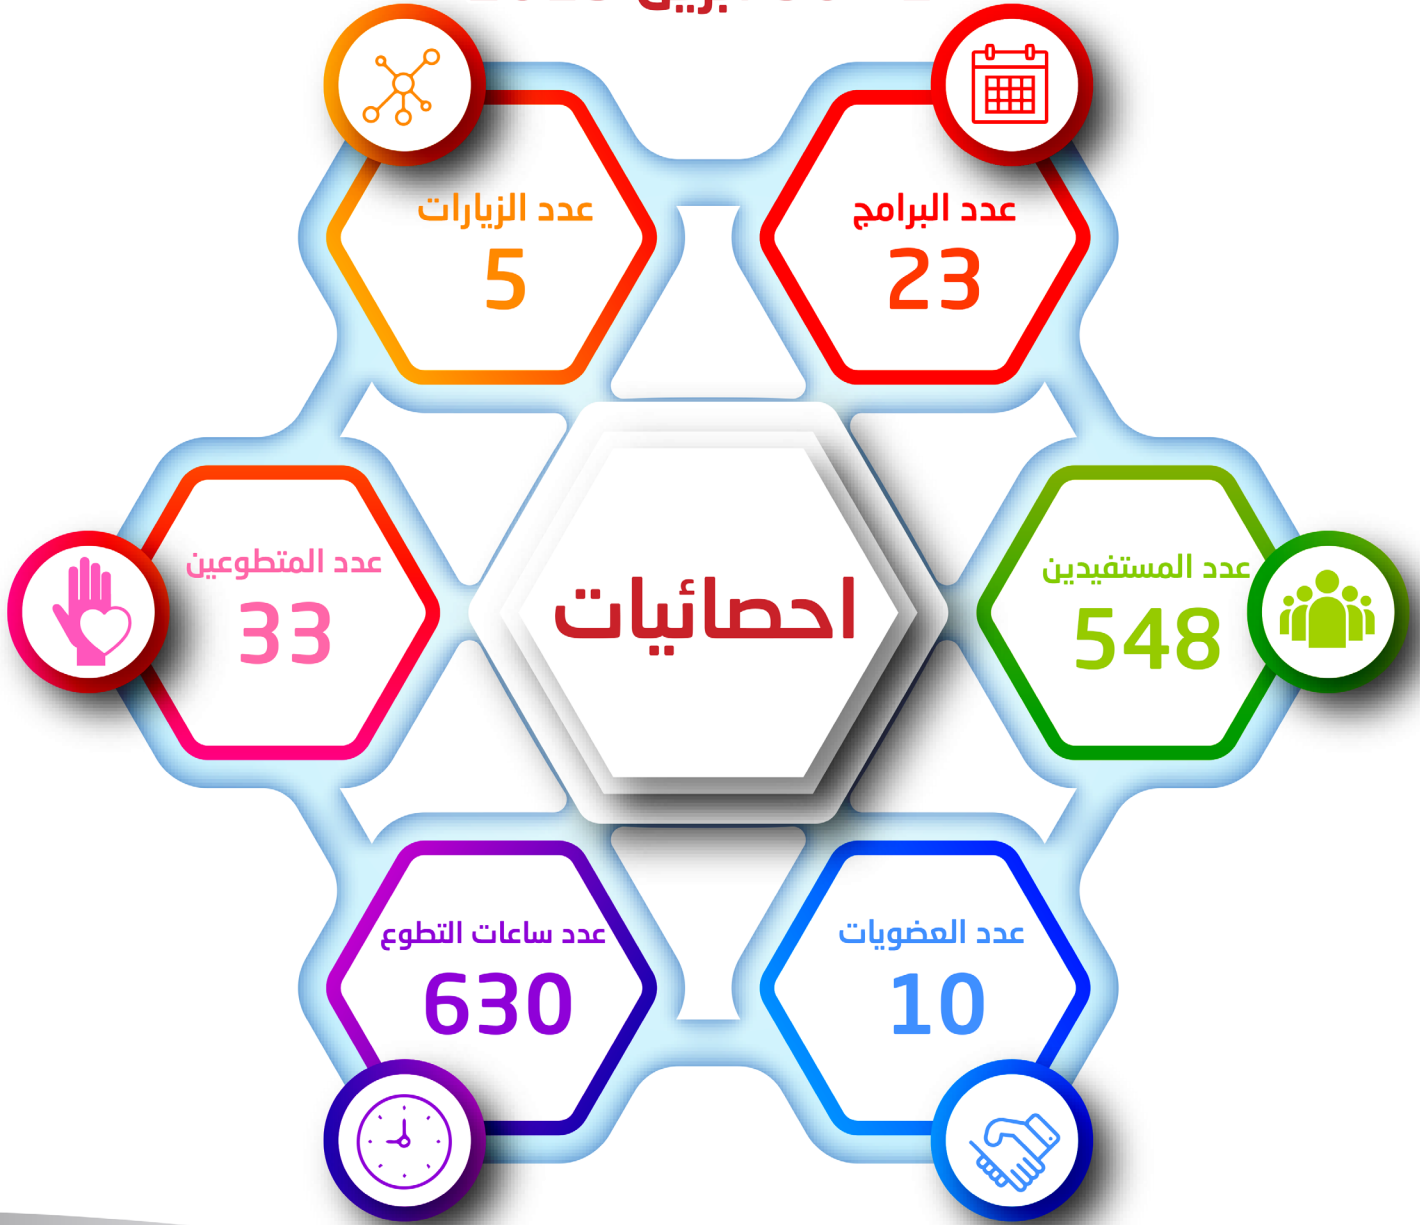 عدد البرامج
23
عدد الزيارات
5
عدد المستفيدين
548
احصائيات
عدد المتطوعين
33
عدد العضويات
10
عدد ساعات التطوع
630